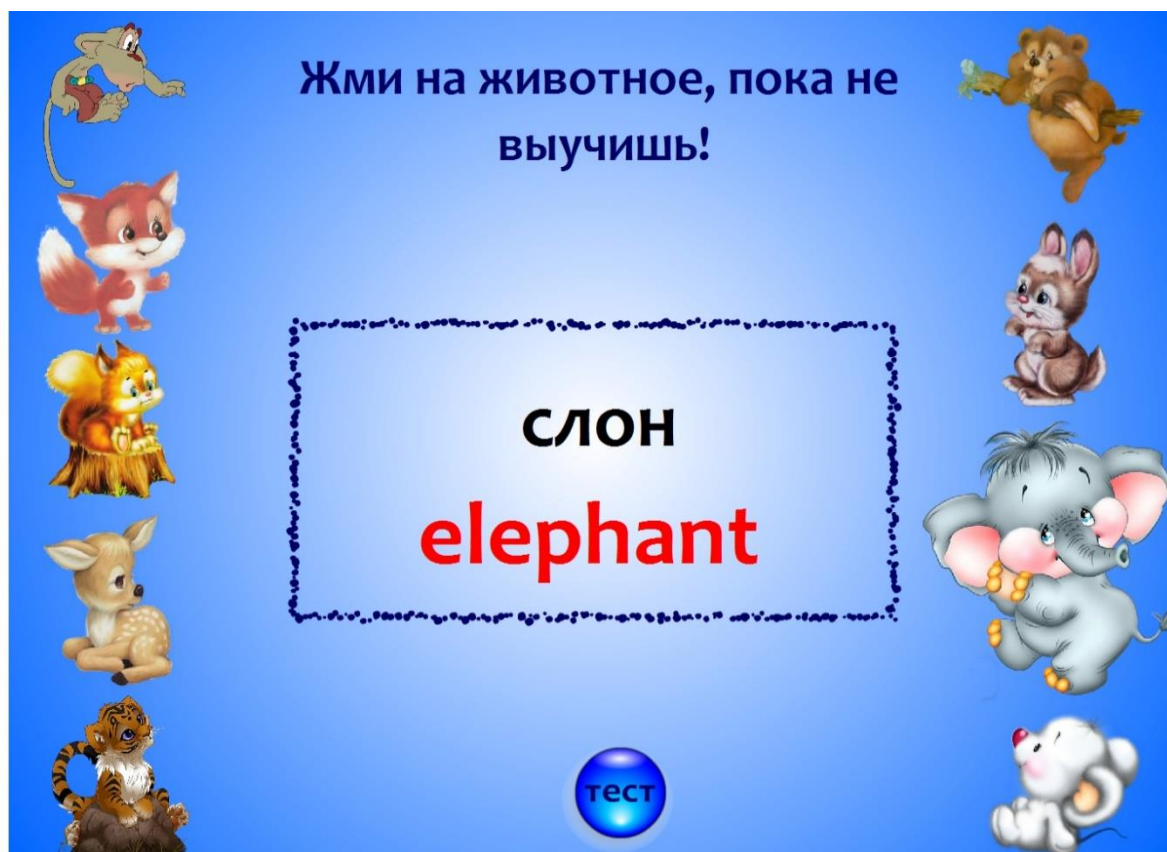 Жми на животное, пока не
выучишь!
слон
elephant
тест